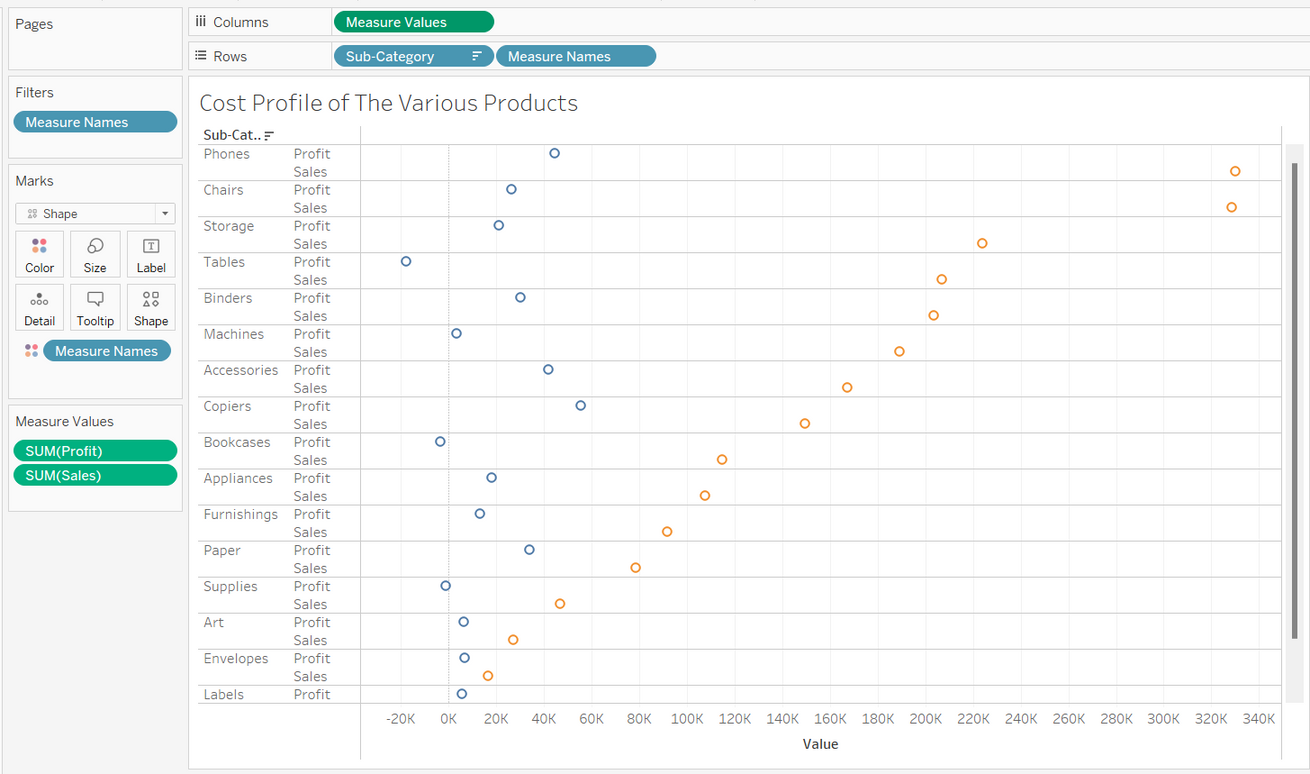 Pages
Columns Measure Values
Rows Sub-Category Measure Names
Filters
Measure Names
Marks
Shape
Color Size Label
Detail Tooltip Shape
Measure Names
Measure Values
SUM(Profit)
SUM(Sales)
Cost Profile of The Various Products
Sub-Cat..
Phones Profit
Sales
Chairs Profit
Sales
Storage Profit
Sales
Tables Profit
Sales
Binders Profit
Sales
Machines Profit
Sales
Accessories Profit
Sales
Copiers Profit
Sales
Bookcases Profit
Sales
Appliances Profit
Sales
Furnishings Profit
Sales
Paper Profit
Sales
Supplies Profit
Sales
Art Profit
Sales
Envelopes Profit
Sales
Labels Profit
-20K 0K 20K 40K 60K 80K 100K 120K 140K 160K 180K 200K 220K 240K 260K 280K 300K 320K 340K
Value